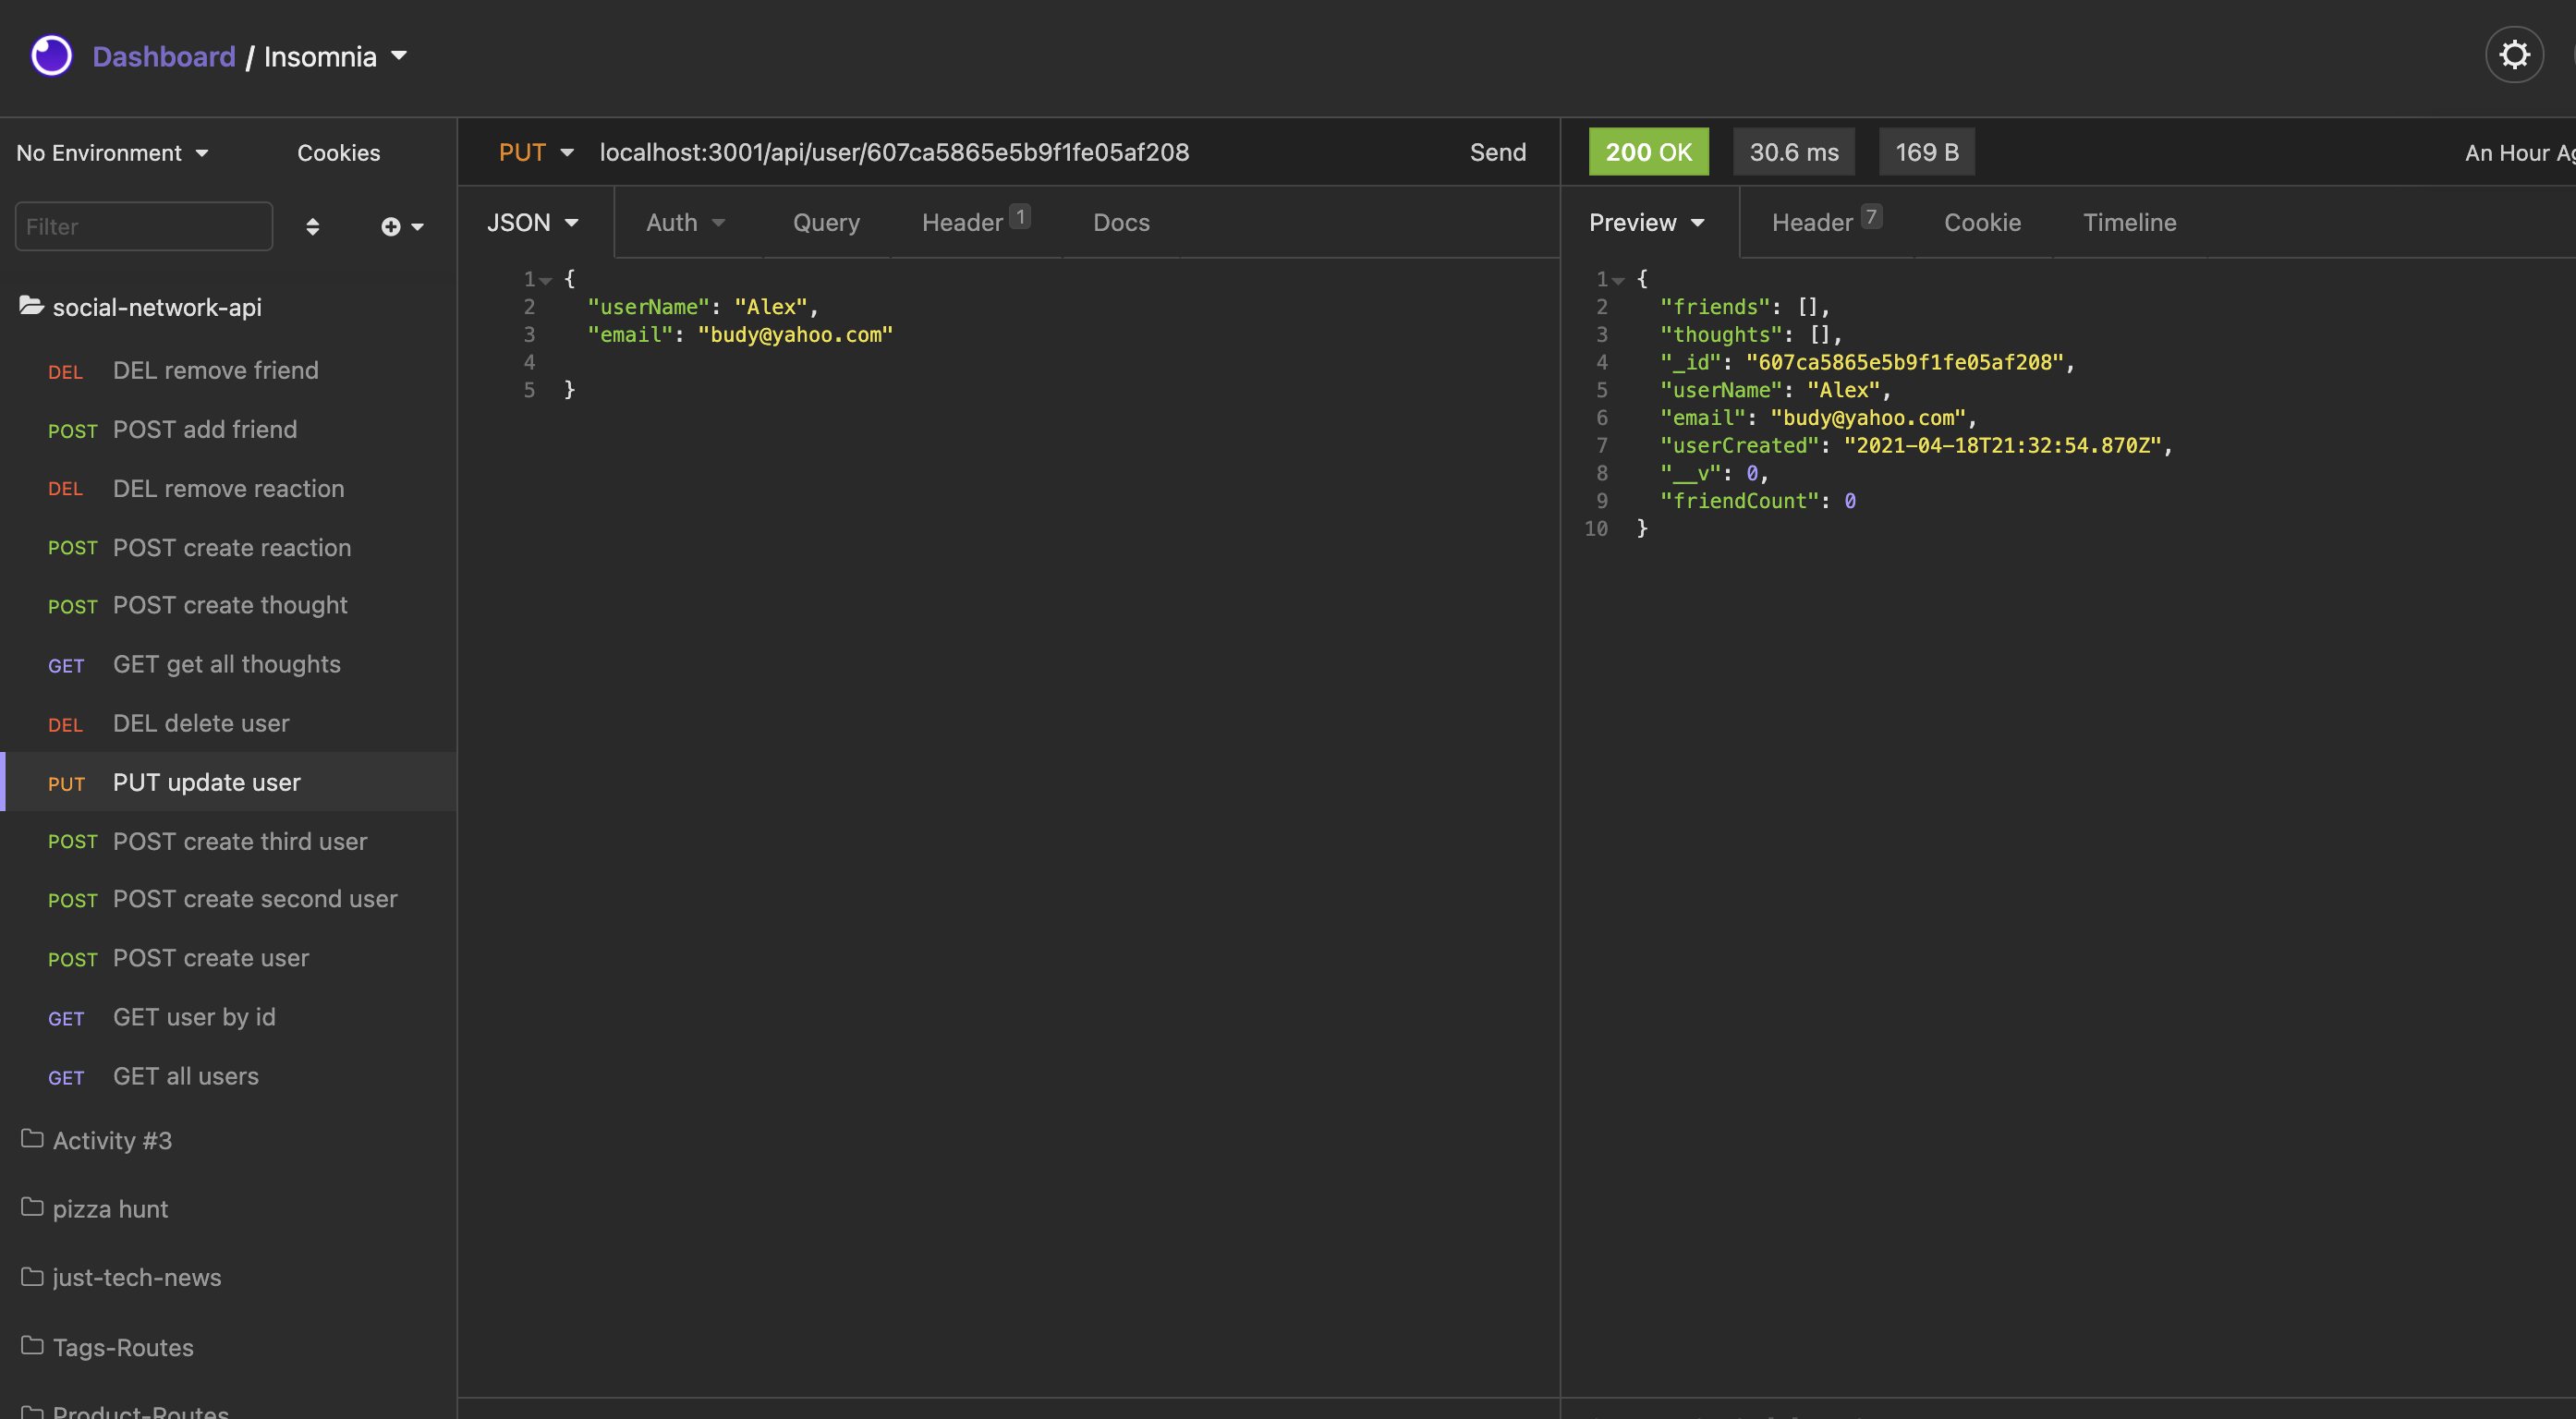 Dashboard / Insomnia
No Environment
Cookies
Filter
social-network-api
DEL DEL remove friend
POST POST add friend
DEL DEL remove reaction
POST POST create reaction
POST POST create thought
GET GET get all thoughts
DEL DEL delete user
PUT PUT update user
POST POST create third user
POST POST create second user
POST POST create user
GET GET user by id
GET GET all users
Activity #3
pizza hunt
just-tech-news
Tags-Routes
Product-Routes
PUT localhost:3001/api/user/607ca5865e5b9f1fe05af208 Send
JSON Auth Query Header 1 Docs
1 {
2 "userName": "Alex",
3 "email": "budy@yahoo.com"
4
5 }
200 OK 30.6 ms 169 B An Hour
Preview Header 7 Cookie Timeline
1 {
2 "friends": [],
3 "thoughts": [],
4 "_id": "607ca5865e5b9f1fe05af208",
5 "userName": "Alex",
6 "email": "budy@yahoo.com",
7 "userCreated": "2021-04-18T21:32:54.870Z",
8 "__v": 0,
9 "friendCount": 0
10 }